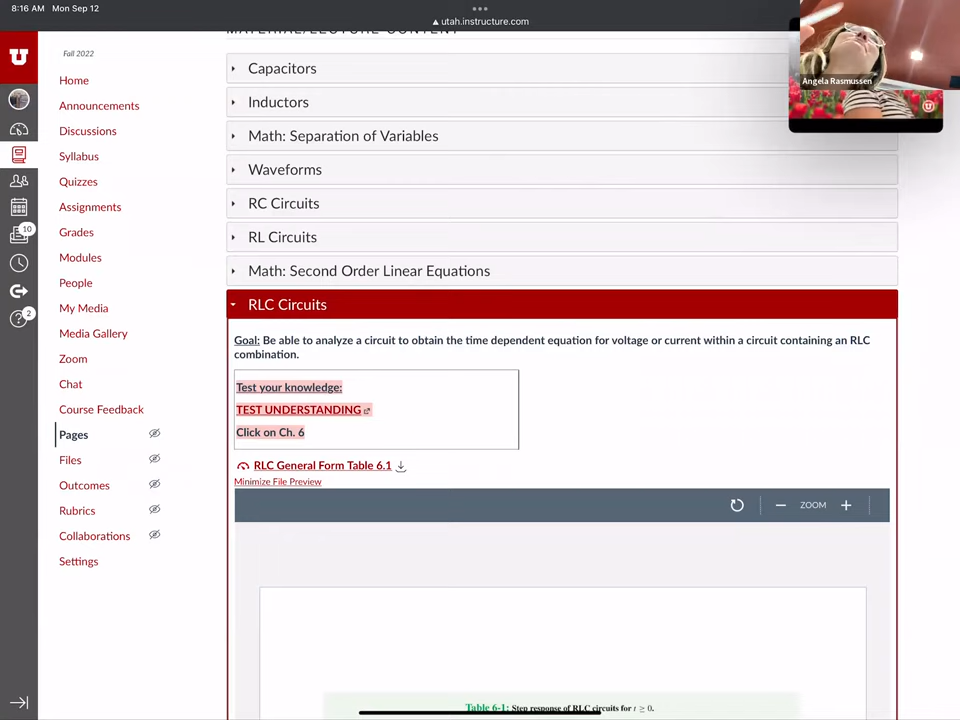 8:16 AM Mon Sep 12
utah.instructure.com
Angela Rasmussen
U
Fall 2022
Home
Announcements
Discussions
Syllabus
Quizzes
Assignments
Grades
Modules
People
My Media
Media Gallery
Zoom
Chat
Course Feedback
Pages
Files
Outcomes
Rubrics
Collaborations
Settings
10
2
MATERIAL/LECTURE CONTENT
Capacitors
Inductors
Math: Separation of Variables
Waveforms
RC Circuits
RL Circuits
Math: Second Order Linear Equations
RLC Circuits
Goal: Be able to analyze a circuit to obtain the time dependent equation for voltage or current within a circuit containing an RLC
combination.
Test your knowledge:
TEST UNDERSTANDING
Click on Ch. 6
RLC General Form Table 6.1
Minimize File Preview
ZOOM
Table 6-1: Step response of RLC circuits for t ≥ 0.